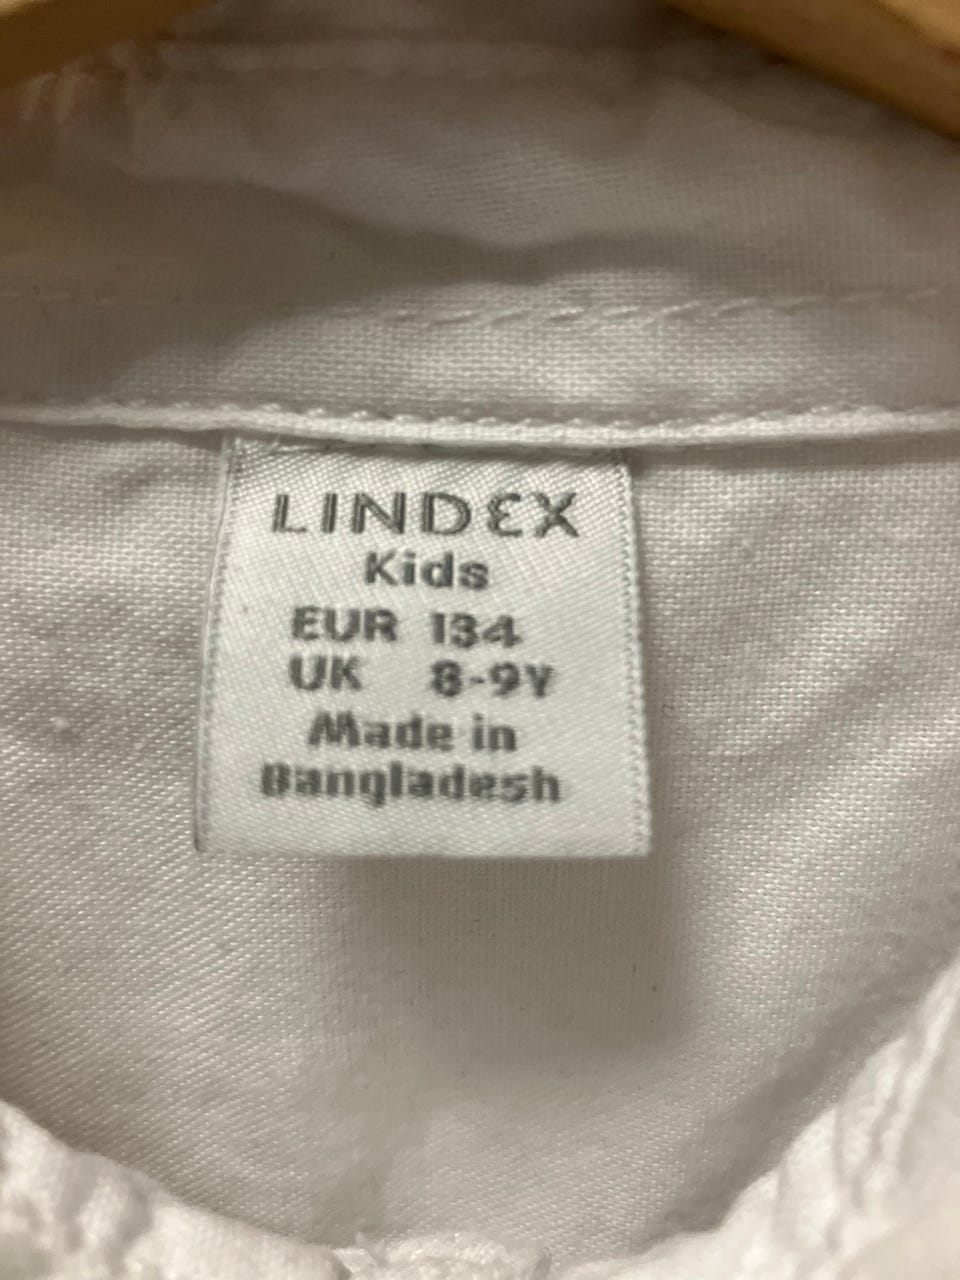 LINDEX
Kids
EUR 134
UK 8-9Y
Made in
Bangladesh